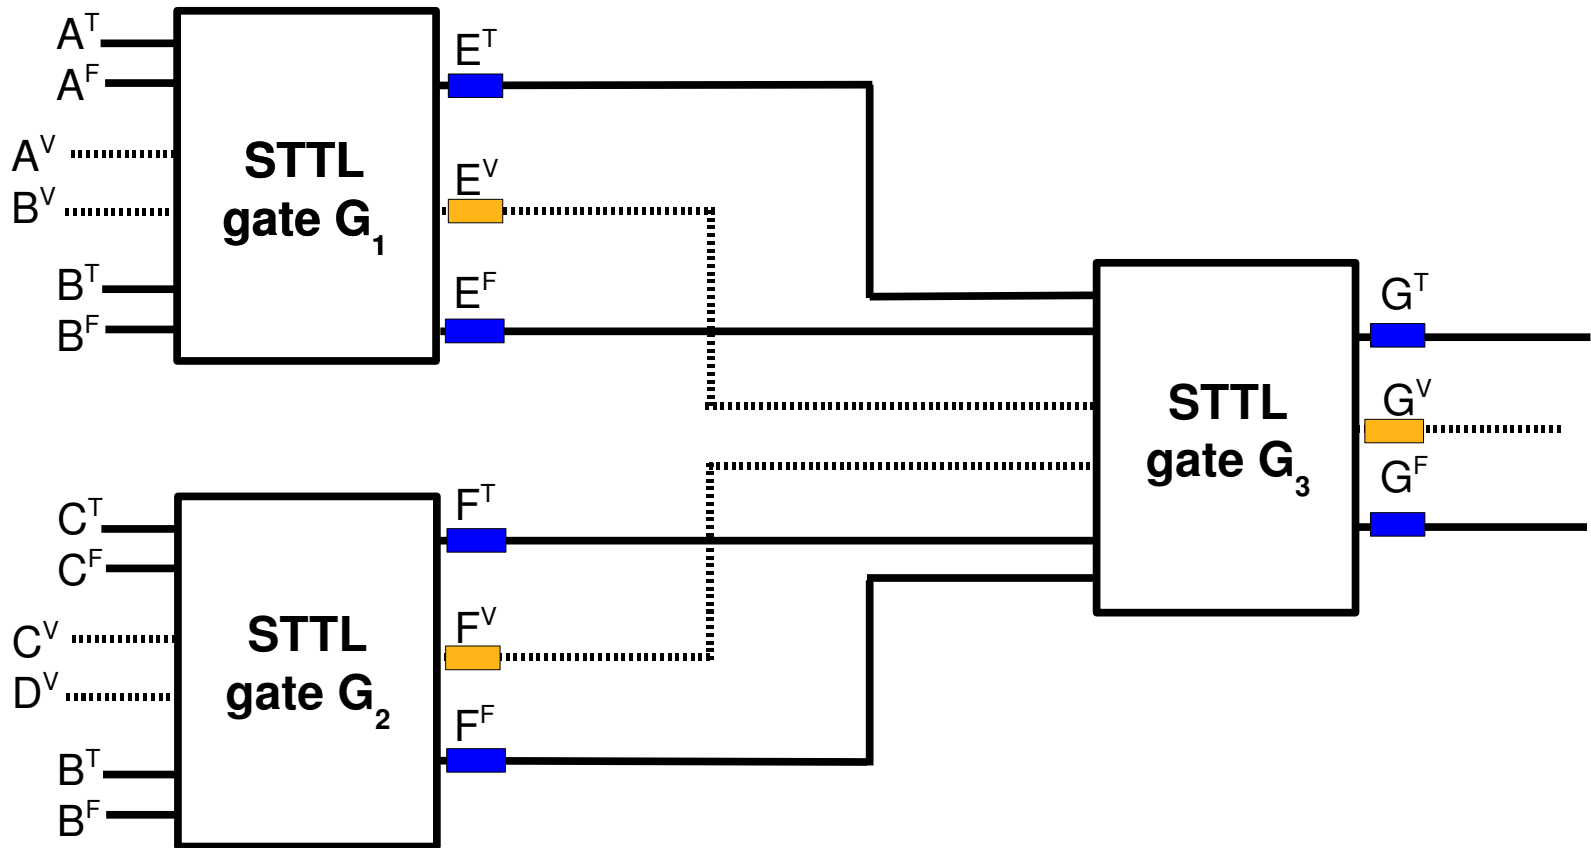 A^T
A^F
A^V
B^V
B^T
B^F
STTL
gate G_1
E^T
E^V
E^F
C^T
C^F
C^V
D^V
B^T
B^F
STTL
gate G_2
F^T
F^V
F^F
STTL
gate G_3
G^T
G^V
G^F